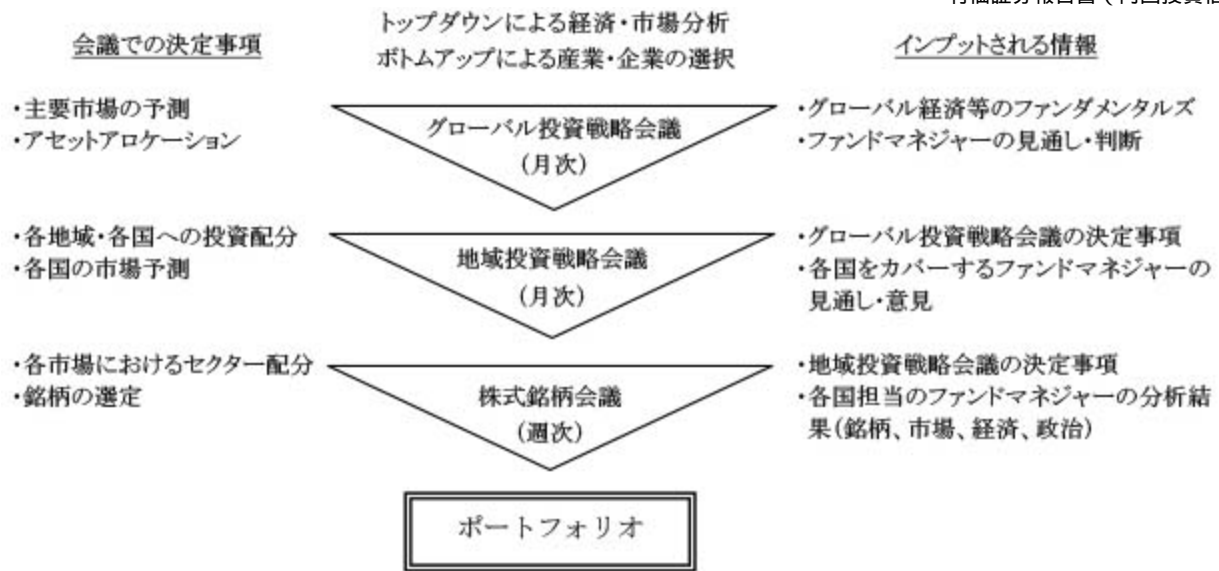 会議での決定事項
トップダウンによる経済・市場分析
ボトムアップによる産業・企業の選択
インプットされる情報
・主要市場の予測
・アセットアロケーション
グローバル投資戦略会議
(月次)
・グローバル経済等のファンダメンタルズ
・ファンドマネジャーの見通し・判断
・各地域・各国への投資配分
・各国の市場予測
地域投資戦略会議
(月次)
・グローバル投資戦略会議の決定事項
・各国をカバーするファンドマネジャーの
見通し・意見
・各市場におけるセクター配分
・銘柄の選定
株式銘柄会議
(週次)
・地域投資戦略会議の決定事項
・各国担当のファンドマネジャーの分析結
果(銘柄、市場、経済、政治)
ポートフォリオ